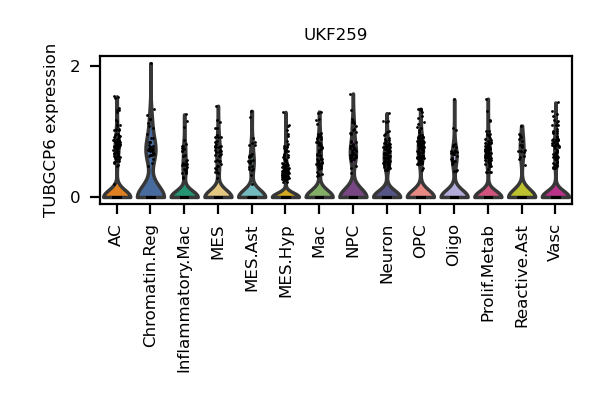 UKF259
TUBGCP6 expression
2
0
AC
Chromatin.Reg
Inflammatory.Mac
MES
MES.Ast
MES.Hyp
Mac
NPC
Neuron
OPC
Oligo
Prolif.Metab
Reactive.Ast
Vasc